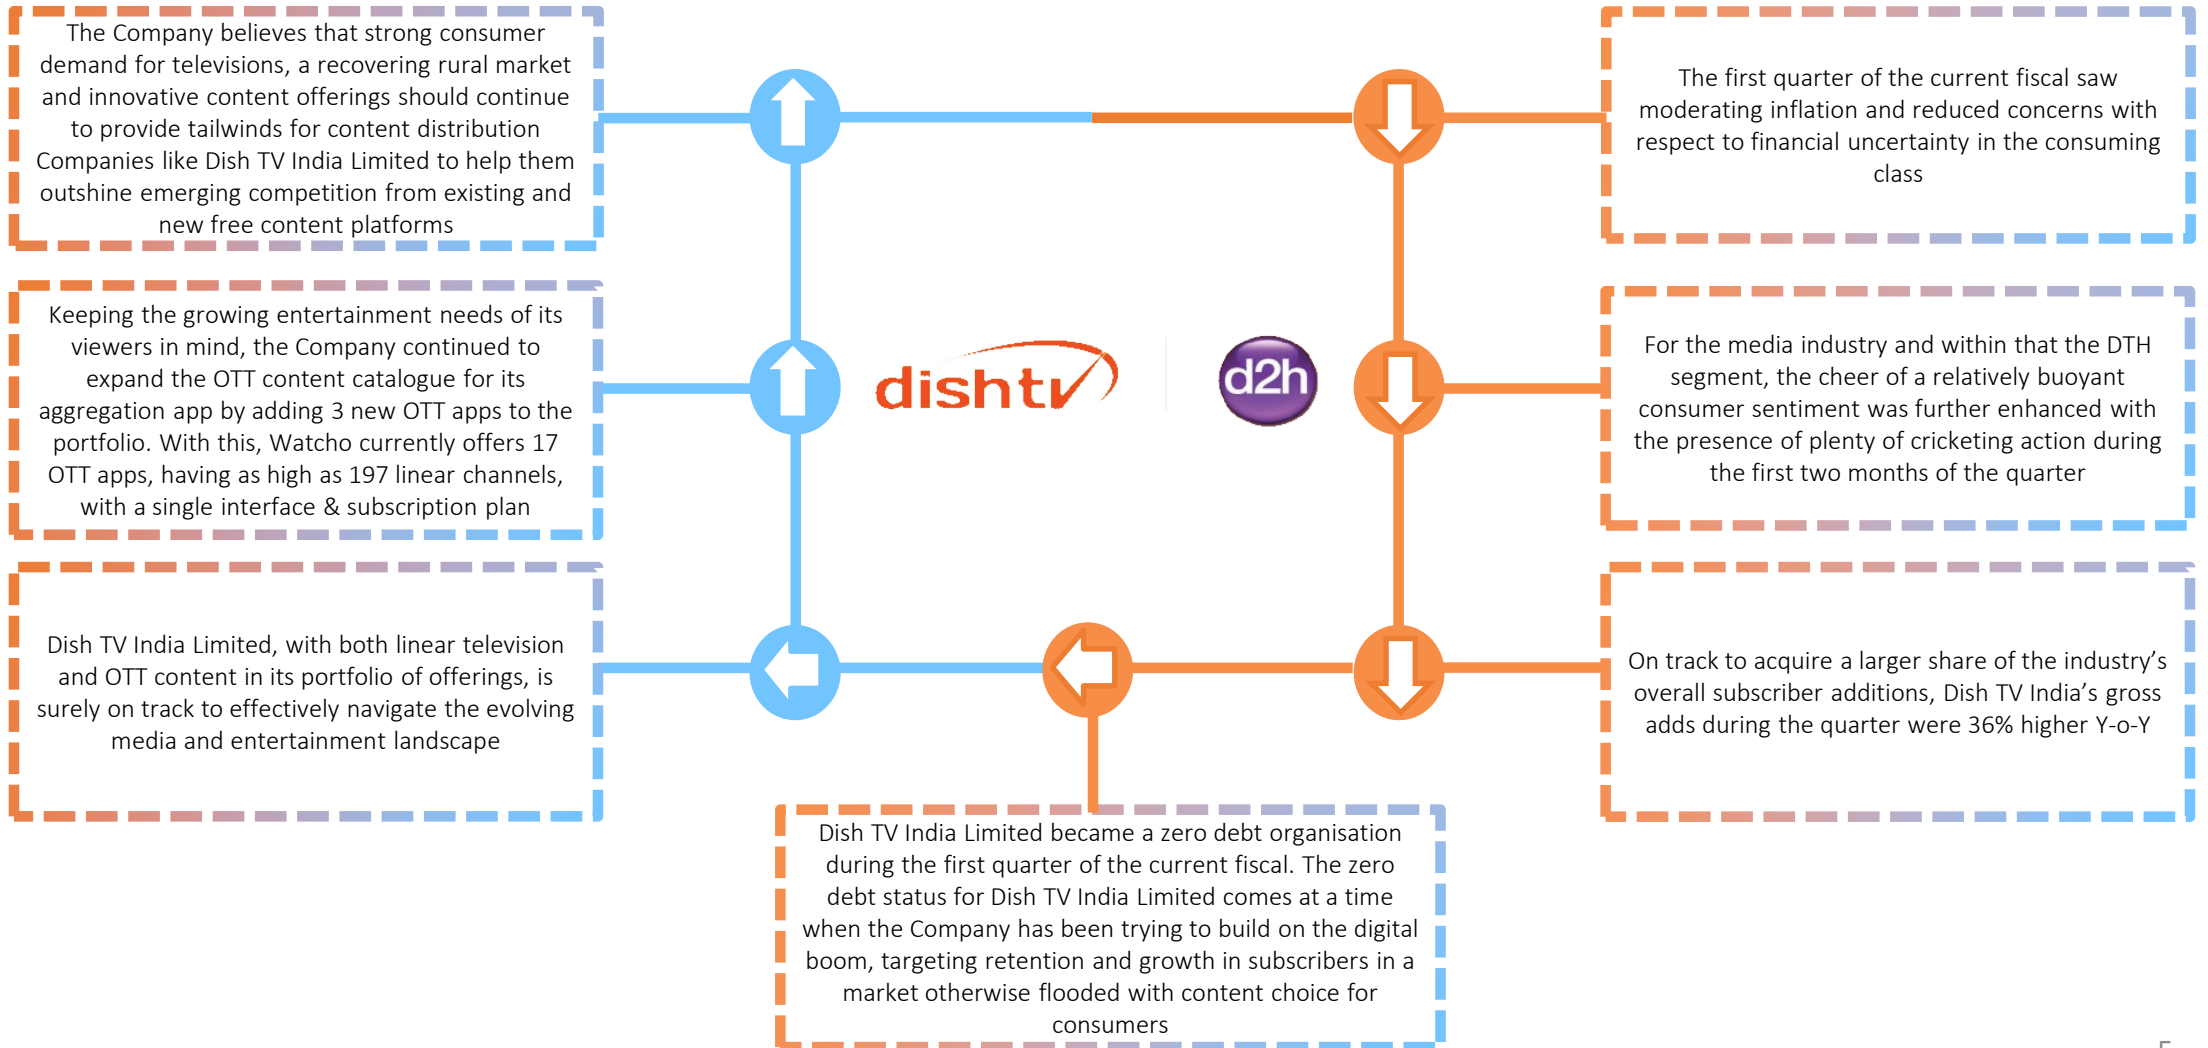 The Company believes that strong consumer
demand for televisions, a recovering rural market
and innovative content offerings should continue
to provide tailwinds for content distribution
Companies like Dish TV India Limited to help them
outshine emerging competition from existing and
new free content platforms
Keeping the growing entertainment needs of its
viewers in mind, the Company continued to
expand the OTT content catalogue for its
aggregation app by adding 3 new OTT apps to the
portfolio. With this, Watcho currently offers 17
OTT apps, having as high as 197 linear channels,
with a single interface & subscription plan
Dish TV India Limited, with both linear television
and OTT content in its portfolio of offerings, is
surely on track to effectively navigate the evolving
media and entertainment landscape
dishtv
d2h
The first quarter of the current fiscal saw
moderating inflation and reduced concerns with
respect to financial uncertainty in the consuming
class
For the media industry and within that the DTH
segment, the cheer of a relatively buoyant
consumer sentiment was further enhanced with
the presence of plenty of cricketing action during
the first two months of the quarter
On track to acquire a larger share of the industry’s
overall subscriber additions, Dish TV India’s gross
adds during the quarter were 36% higher Y-o-Y
Dish TV India Limited became a zero debt organisation
during the first quarter of the current fiscal. The zero
debt status for Dish TV India Limited comes at a time
when the Company has been trying to build on the digital
boom, targeting retention and growth in subscribers in a
market otherwise flooded with content choice for
consumers